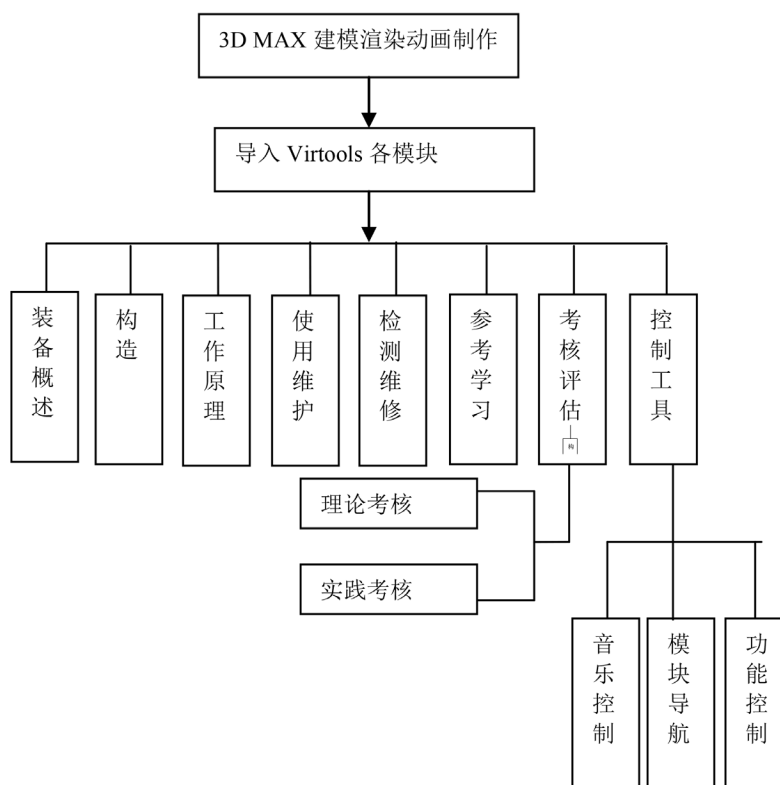 3D MAX 建模渲染动画制作
导入 Virtools 各模块
装备概述
构造
工作原理
使用维护
检测维修
参考学习
考核评估
构
控制工具
理论考核
实践考核
音乐控制
模块导航
功能控制